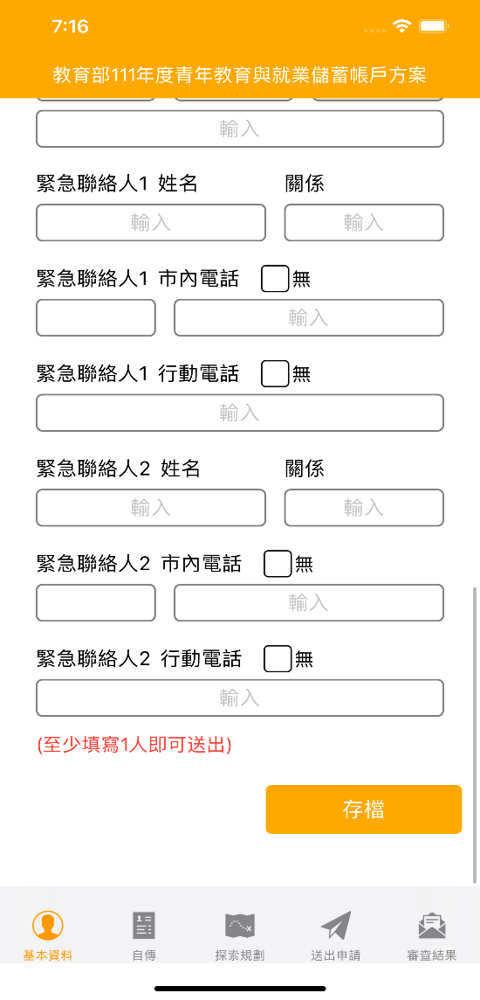 7:16
教育部111年度青年教育與就業儲蓄帳戶方案
輸入
緊急聯絡人1 姓名 關係
輸入 輸入
緊急聯絡人1 市內電話 無
輸入
緊急聯絡人1 行動電話 無
輸入
緊急聯絡人2 姓名 關係
輸入 輸入
緊急聯絡人2 市內電話 無
輸入
緊急聯絡人2 行動電話 無
輸入
(至少填寫1人即可送出)
存檔
基本資料 自傳 探索規劃 送出申請 審查結果